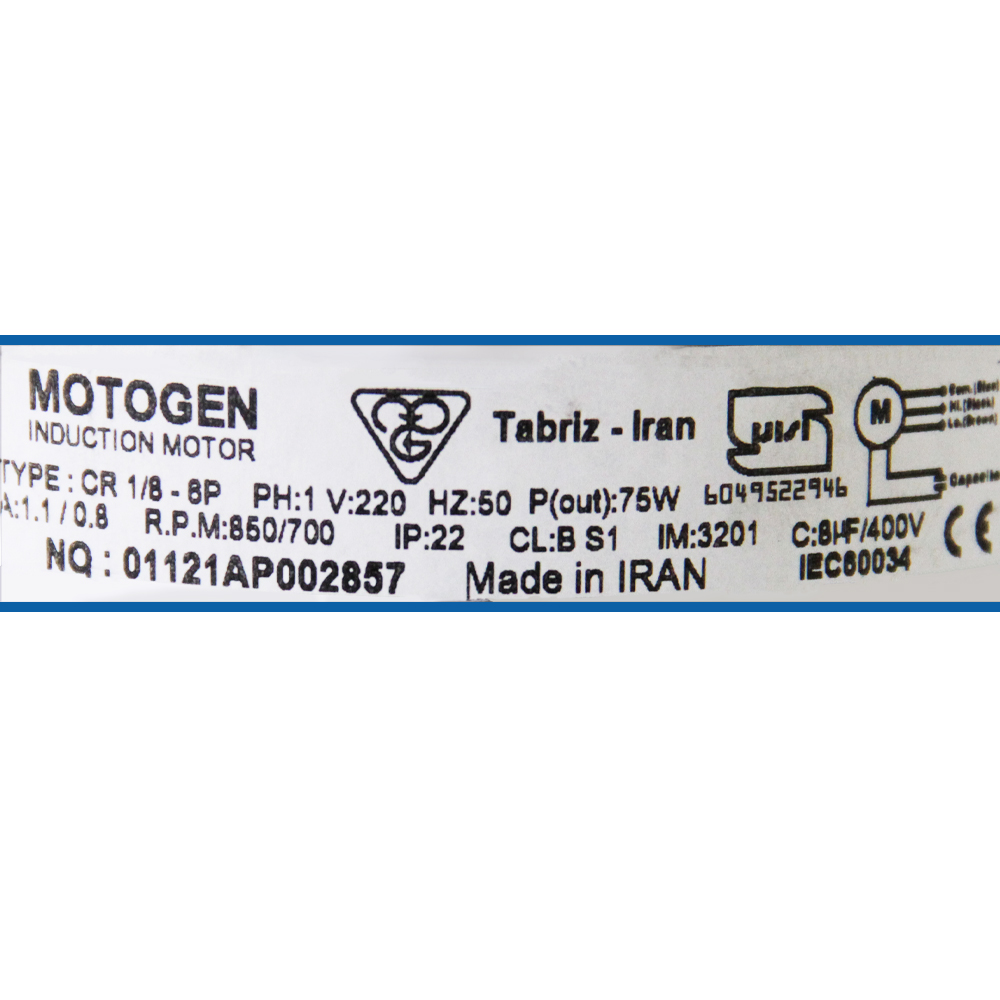 MOTOGEN
INDUCTION MOTOR
Tabriz - Iran
M
6049522946
TYPE : CR 1/8 - 6P PH:1 V:220 HZ:50 P(out):75W
A:1.1 / 0.8 R.P.M:850/700 IP:22 CL:B S1 IM:3201 C:8µF/400V CE
NO : 01121AP002857 Made in IRAN IEC60034